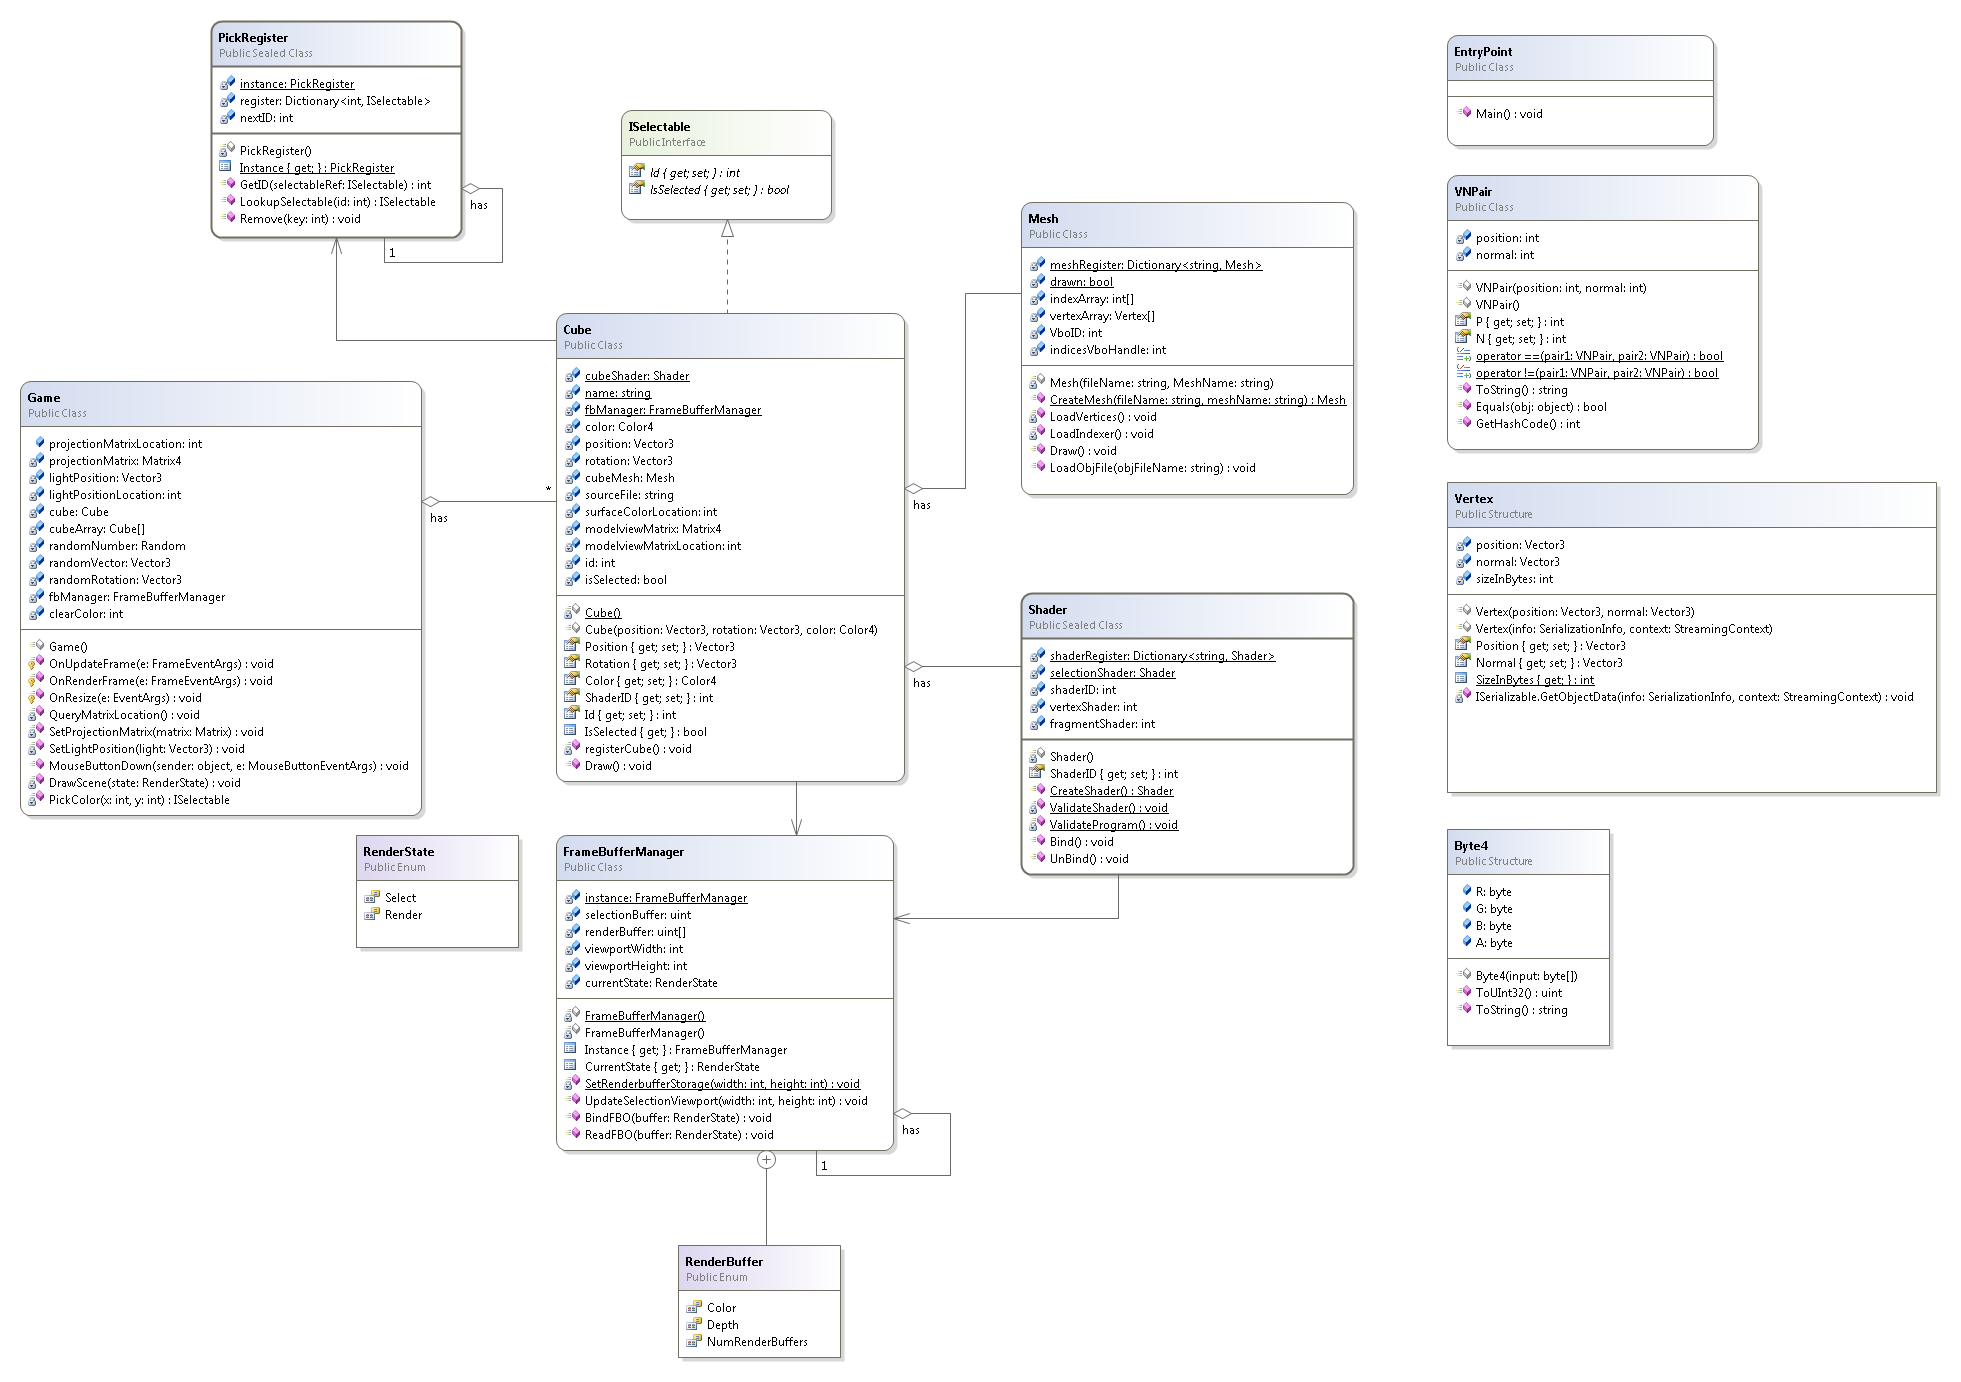 PickRegister
Public Sealed Class
instance: PickRegister
register: Dictionary<int, ISelectable>
nextID: int
PickRegister()
Instance { get; } : PickRegister
GetID(selectableRef: ISelectable) : int
LookupSelectable(id: int) : ISelectable
Remove(key: int) : void
has
1
ISelectable
Public Interface
Id { get; set; } : int
IsSelected { get; set; } : bool
Game
Public Class
projectionMatrixLocation: int
projectionMatrix: Matrix4
lightPosition: Vector3
lightPositionLocation: int
cube: Cube
cubeArray: Cube[]
randomNumber: Random
randomVector: Vector3
randomRotation: Vector3
fbManager: FrameBufferManager
clearColor: int
Game()
OnUpdateFrame(e: FrameEventArgs) : void
OnRenderFrame(e: FrameEventArgs) : void
OnResize(e: EventArgs) : void
QueryMatrixLocation() : void
SetProjectionMatrix(matrix: Matrix) : void
SetLightPosition(light: Vector3) : void
MouseButtonDown(sender: object, e: MouseButtonEventArgs) : void
DrawScene(state: RenderState) : void
PickColor(x: int, y: int) : ISelectable
has
*
Cube
Public Class
cubeShader: Shader
name: string
fbManager: FrameBufferManager
color: Color4
position: Vector3
rotation: Vector3
cubeMesh: Mesh
sourceFile: string
surfaceColorLocation: int
modelviewMatrix: Matrix4
modelviewMatrixLocation: int
id: int
isSelected: bool
Cube()
Cube(position: Vector3, rotation: Vector3, color: Color4)
Position { get; set; } : Vector3
Rotation { get; set; } : Vector3
Color { get; set; } : Color4
ShaderID { get; set; } : int
Id { get; set; } : int
IsSelected { get; } : bool
registerCube() : void
Draw() : void
has
has
Mesh
Public Class
meshRegister: Dictionary<string, Mesh>
drawn: bool
indexArray: int[]
vertexArray: Vertex[]
VboID: int
indicesVboHandle: int
Mesh(fileName: string, MeshName: string)
CreateMesh(fileName: string, meshName: string) : Mesh
LoadVertices() : void
LoadIndexer() : void
Draw() : void
LoadObjFile(objFileName: string) : void
Shader
Public Sealed Class
shaderRegister: Dictionary<string, Shader>
selectionShader: Shader
shaderID: int
vertexShader: int
fragmentShader: int
Shader()
ShaderID { get; set; } : int
CreateShader() : Shader
ValidateShader() : void
ValidateProgram() : void
Bind() : void
UnBind() : void
RenderState
Public Enum
Select
Render
FrameBufferManager
Public Class
instance: FrameBufferManager
selectionBuffer: uint
renderBuffer: uint[]
viewportWidth: int
viewportHeight: int
currentState: RenderState
FrameBufferManager()
FrameBufferManager()
Instance { get; } : FrameBufferManager
CurrentState { get; } : RenderState
SetRenderbufferStorage(width: int, height: int) : void
UpdateSelectionViewport(width: int, height: int) : void
BindFBO(buffer: RenderState) : void
ReadFBO(buffer: RenderState) : void
has
1
RenderBuffer
Public Enum
Color
Depth
NumRenderBuffers
EntryPoint
Public Class
Main() : void
VNPair
Public Class
position: int
normal: int
VNPair(position: int, normal: int)
VNPair()
P { get; set; } : int
N { get; set; } : int
operator ==(pair1: VNPair, pair2: VNPair) : bool
operator !=(pair1: VNPair, pair2: VNPair) : bool
ToString() : string
Equals(obj: object) : bool
GetHashCode() : int
Vertex
Public Structure
position: Vector3
normal: Vector3
sizeInBytes: int
Vertex(position: Vector3, normal: Vector3)
Vertex(info: SerializationInfo, context: StreamingContext)
Position { get; set; } : Vector3
Normal { get; set; } : Vector3
SizeInBytes { get; } : int
ISerializable.GetObjectData(info: SerializationInfo, context: StreamingContext) : void
Byte4
Public Structure
R: byte
G: byte
B: byte
A: byte
Byte4(input: byte[])
ToUInt32() : uint
ToString() : string